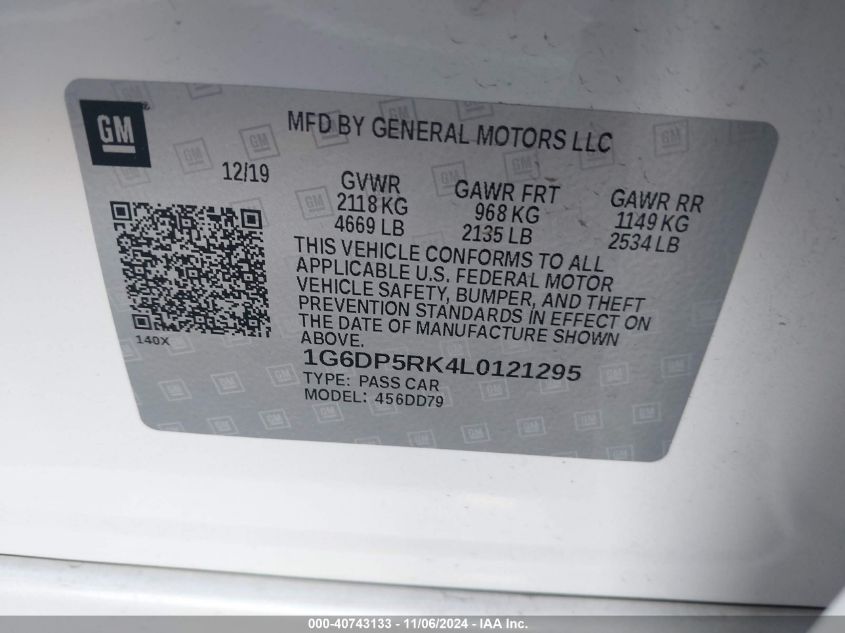 GM
MFD BY GENERAL MOTORS LLC
12/19
GVWR
2118 KG
4669 LB
GAWR FRT
968 KG
2135 LB
GAWR RR
1149 KG
2534 LB
THIS VEHICLE CONFORMS TO ALL
APPLICABLE U.S. FEDERAL MOTOR
VEHICLE SAFETY, BUMPER, AND THEFT
PREVENTION STANDARDS IN EFFECT ON
THE DATE OF MANUFACTURE SHOWN
ABOVE.
140X
1G6DP5RK4L0121295
TYPE: PASS CAR
MODEL: 456DD79
000-40743133 - 11/06/2024 - IAA Inc.